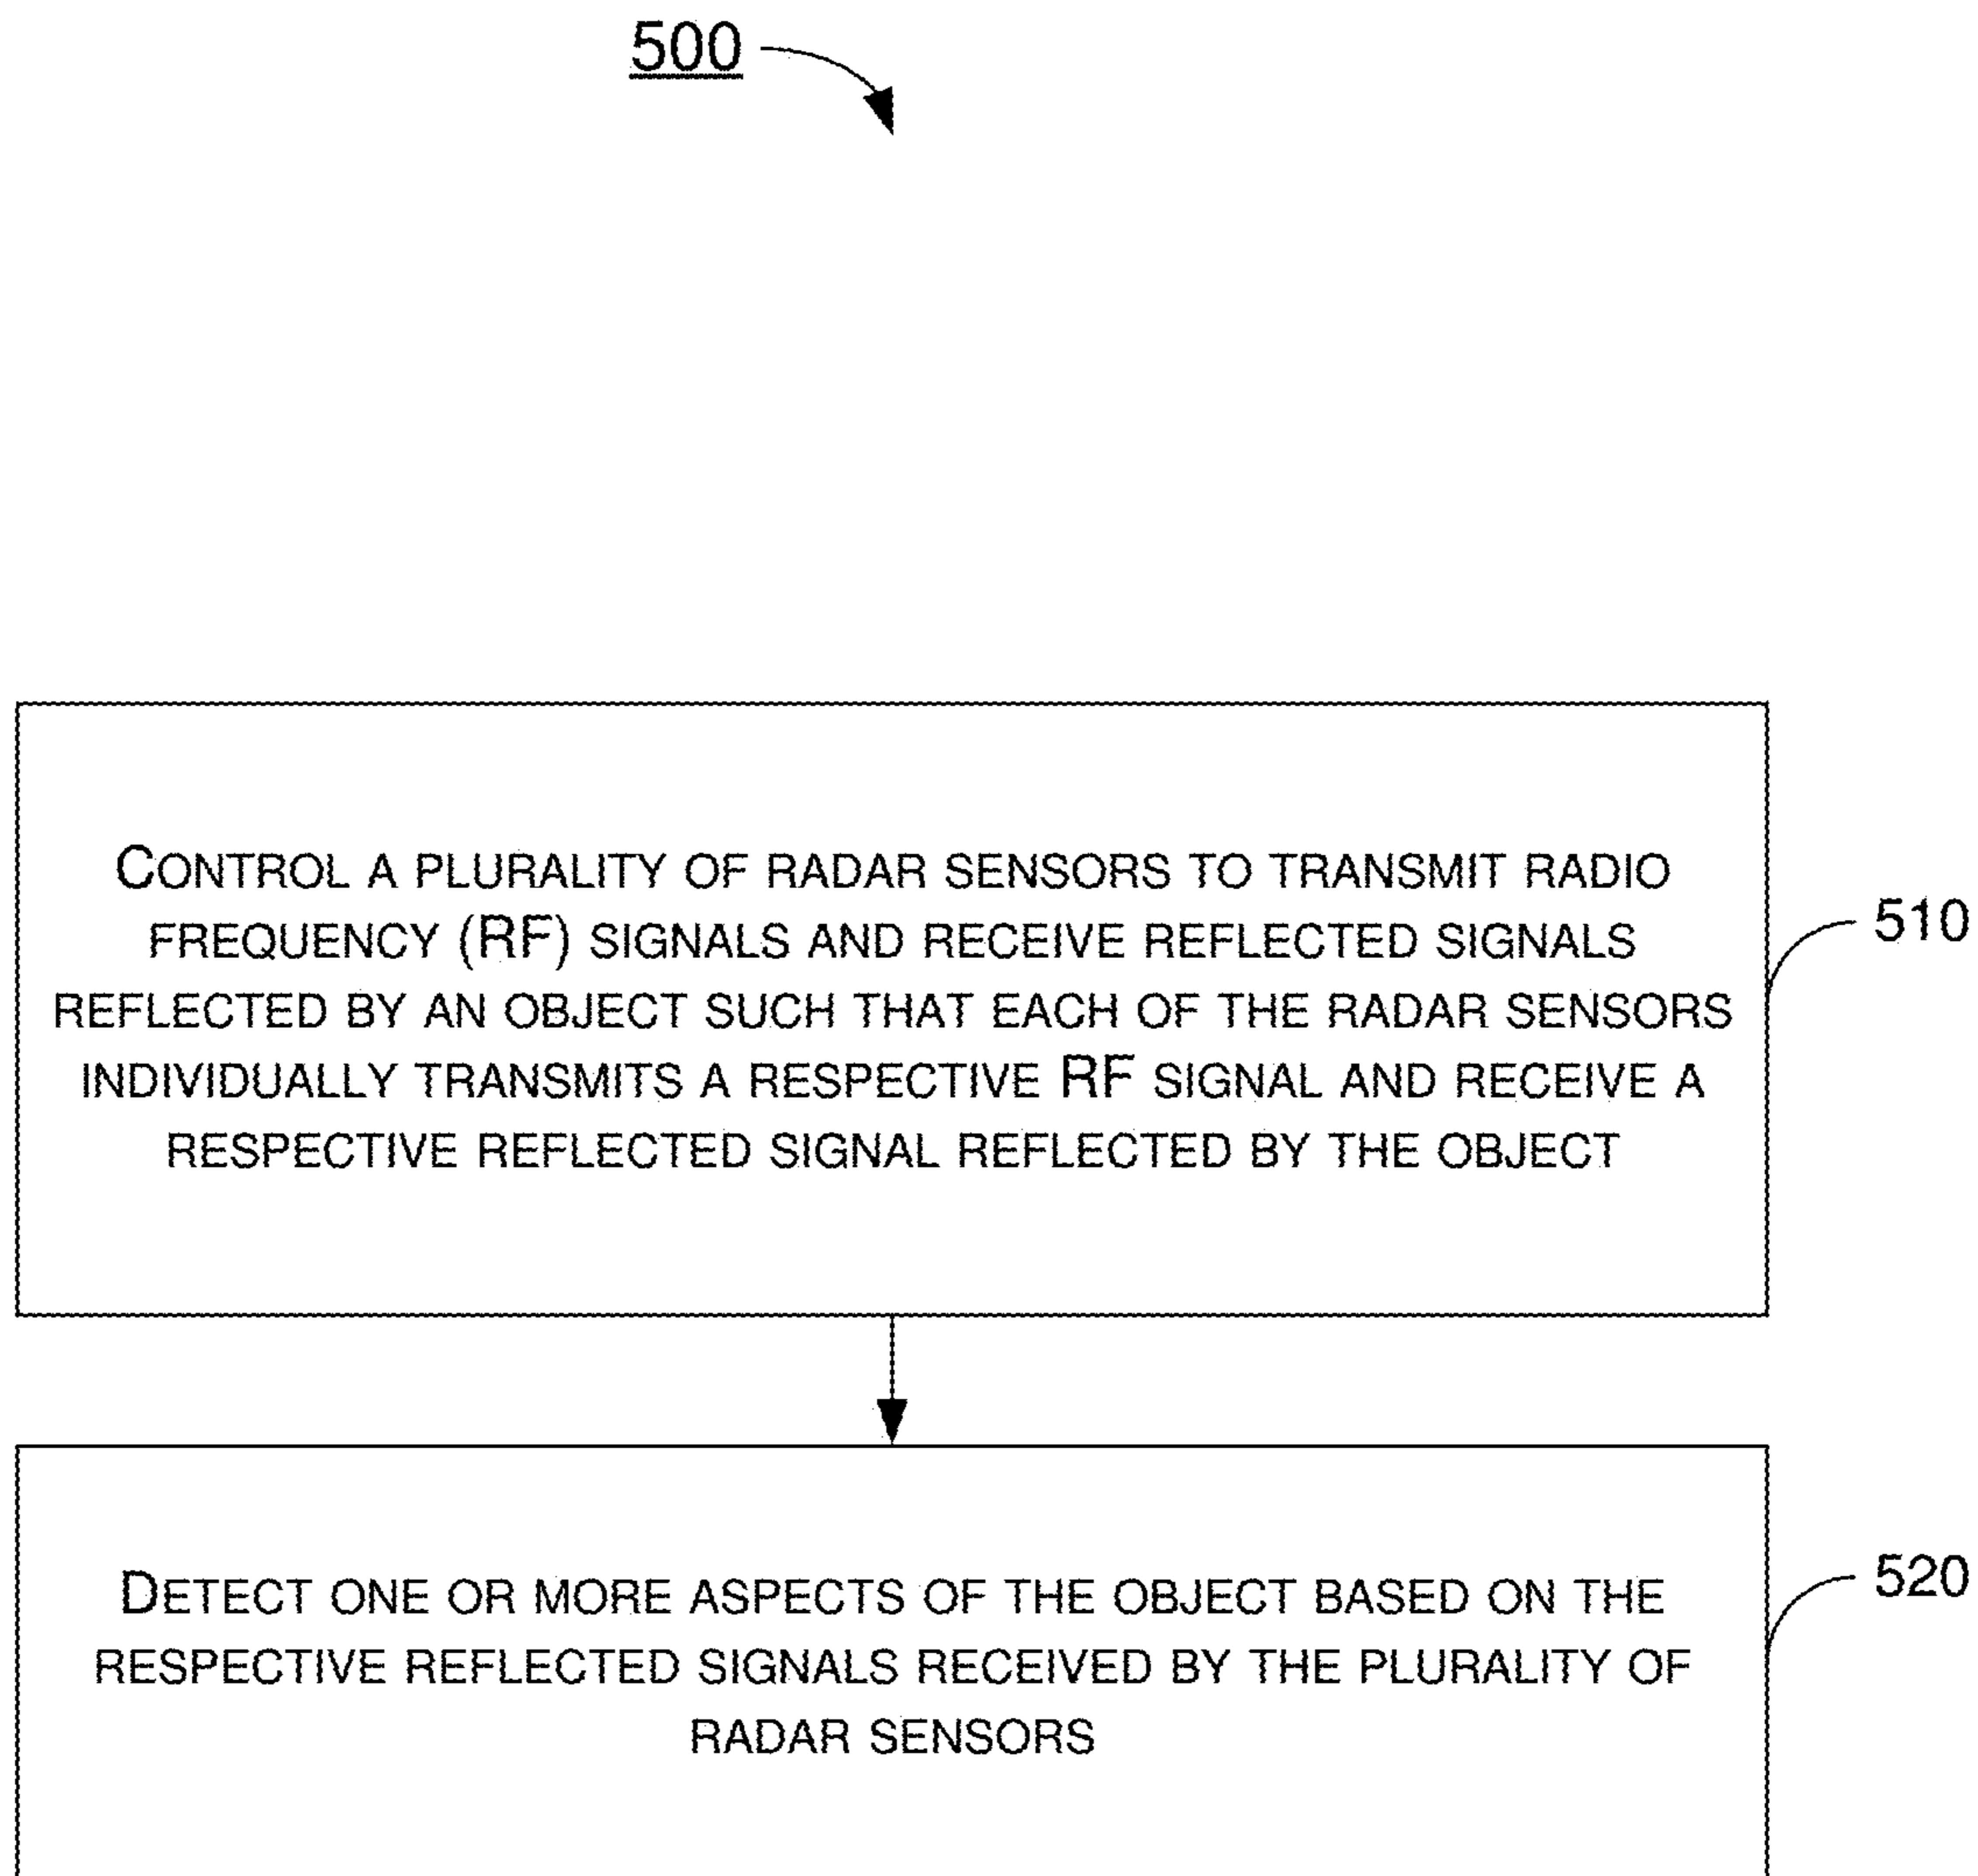 500
CONTROL A PLURALITY OF RADAR SENSORS TO TRANSMIT RADIO
FREQUENCY (RF) SIGNALS AND RECEIVE REFLECTED SIGNALS
REFLECTED BY AN OBJECT SUCH THAT EACH OF THE RADAR SENSORS
INDIVIDUALLY TRANSMITS A RESPECTIVE RF SIGNAL AND RECEIVE A
RESPECTIVE REFLECTED SIGNAL REFLECTED BY THE OBJECT
510
DETECT ONE OR MORE ASPECTS OF THE OBJECT BASED ON THE
RESPECTIVE REFLECTED SIGNALS RECEIVED BY THE PLURALITY OF
RADAR SENSORS
520